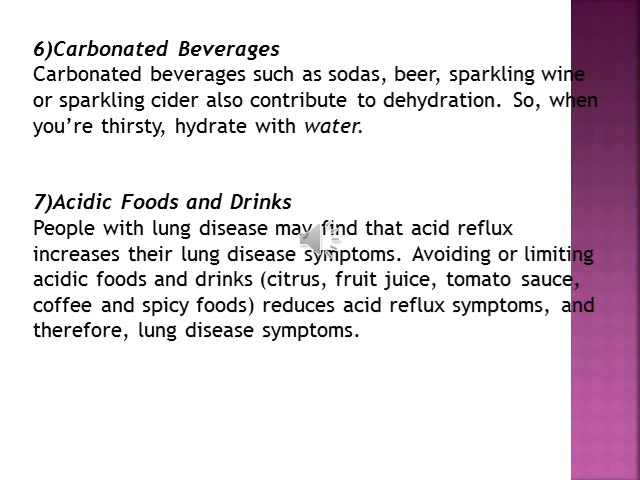 6)Carbonated Beverages
Carbonated beverages such as sodas, beer, sparkling wine
or sparkling cider also contribute to dehydration. So, when
you’re thirsty, hydrate with water.
7)Acidic Foods and Drinks
People with lung disease may find that acid reflux
increases their lung disease symptoms. Avoiding or limiting
acidic foods and drinks (citrus, fruit juice, tomato sauce,
coffee and spicy foods) reduces acid reflux symptoms, and
therefore, lung disease symptoms.